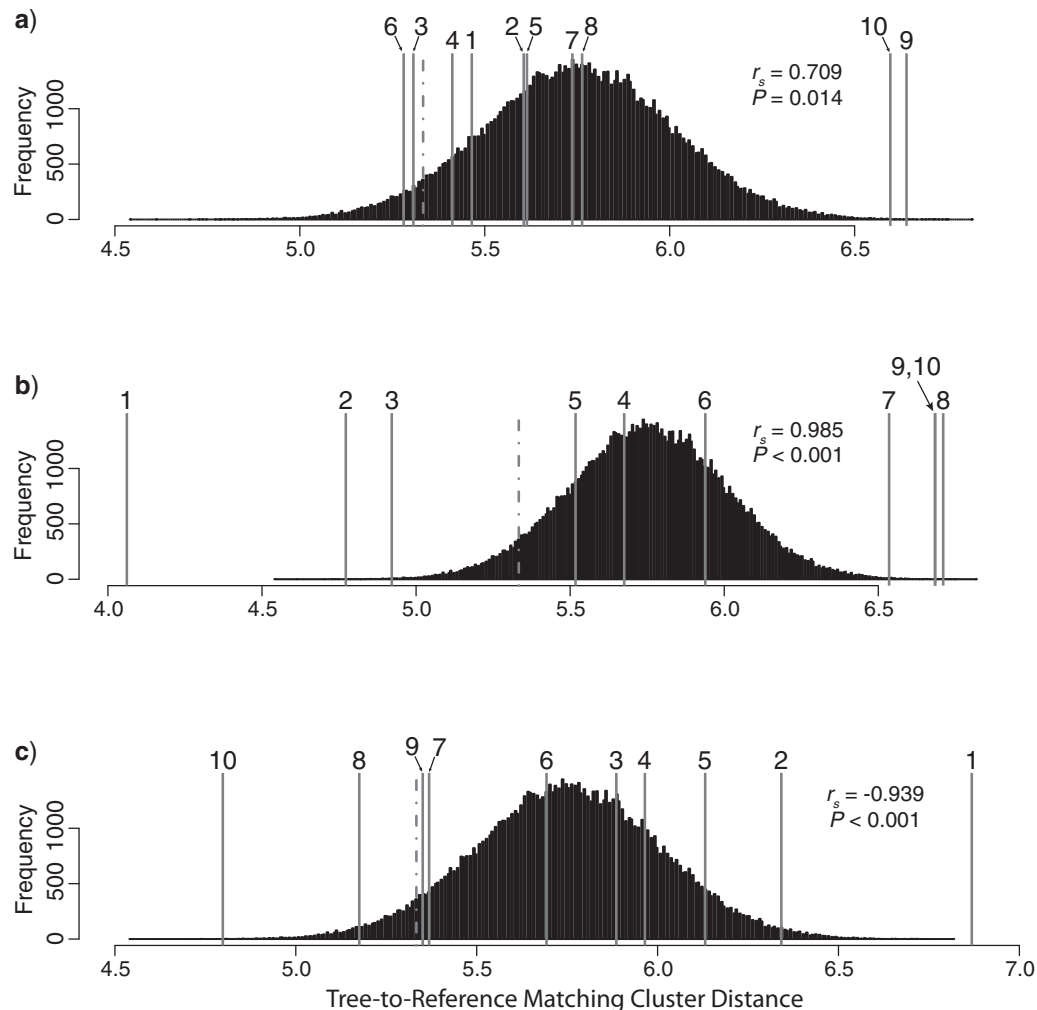 a)
6 3 4 1 2 5 7 8 10 9
r_s = 0.709
P = 0.014
Frequency
0 500 1000
4.5 5.0 5.5 6.0 6.5
b)
9,10
1 2 3 5 4 6 7 8
r_s = 0.985
P < 0.001
Frequency
0 500 1000
4.0 4.5 5.0 5.5 6.0 6.5
c)
10 8 9 7 6 3 4 5 2 1
r_s = -0.939
P < 0.001
Frequency
0 500 1000
4.5 5.0 5.5 6.0 6.5 7.0
Tree-to-Reference Matching Cluster Distance